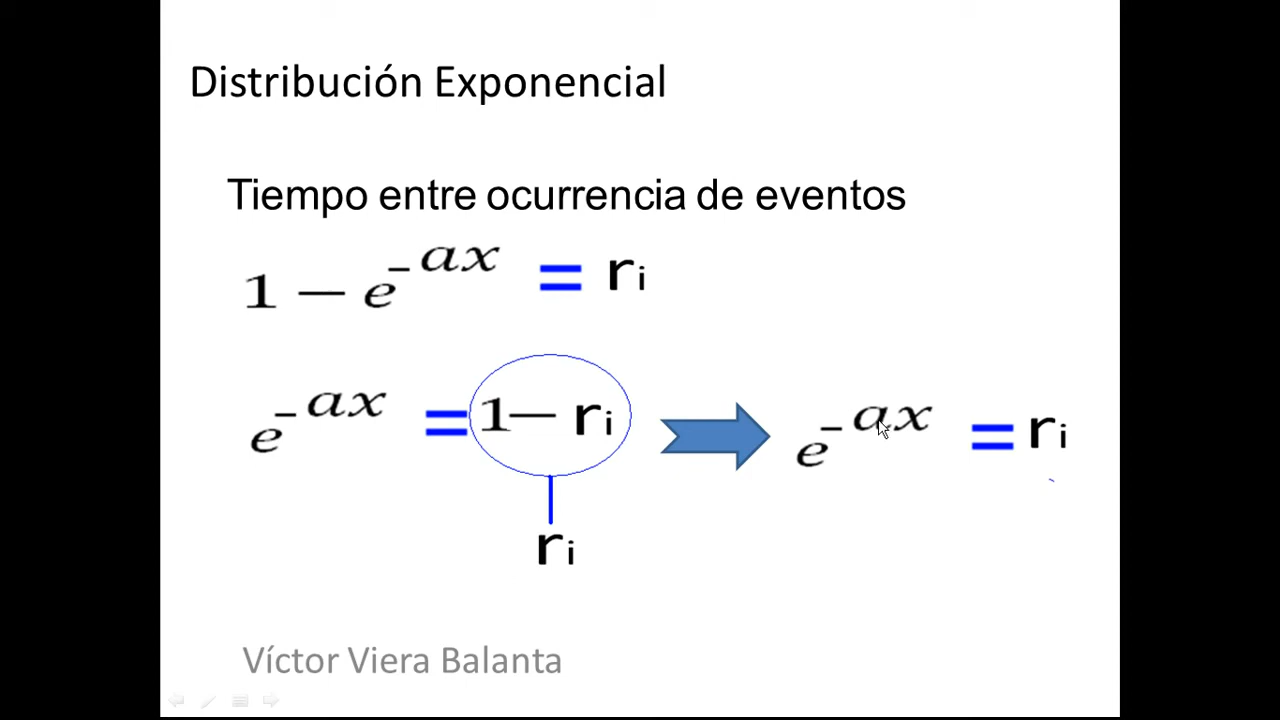 Distribución Exponencial
Tiempo entre ocurrencia de eventos
1 − e^−ax = ri
e^−ax = 1− ri
e^−ax = ri
ri
Víctor Viera Balanta